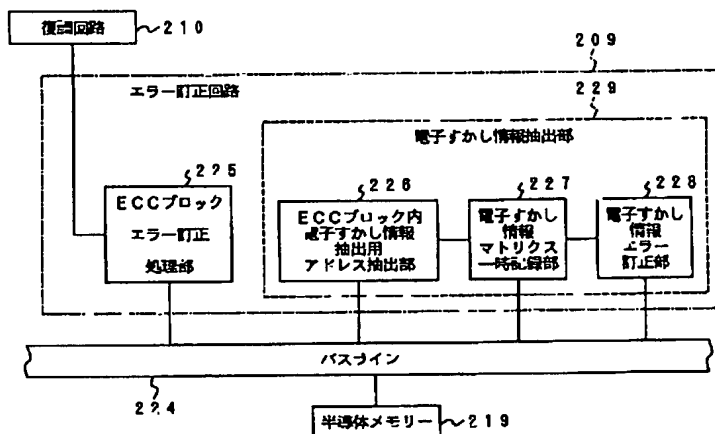 復調回路
210
209
エラー訂正回路
229
電子すかし情報抽出部
225
ECCブロック
エラー訂正
処理部
226
ECCブロック内
電子すかし情報
抽出用
アドレス抽出部
227
電子すかし
情報
マトリクス
一時記録部
228
電子すかし
情報
エラー
訂正部
バスライン
224
半導体メモリー
219